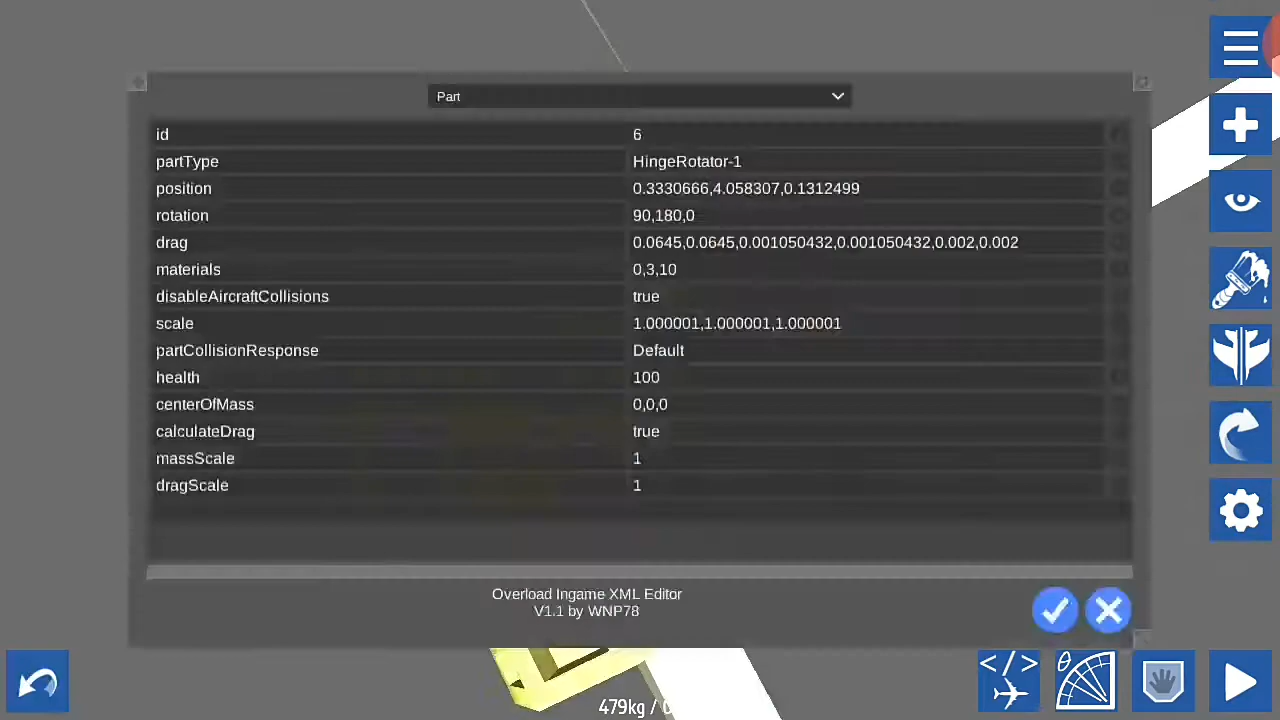 Part
id 6
partType HingeRotator-1
position 0.3330666,4.058307,0.1312499
rotation 90,180,0
drag 0.0645,0.0645,0.001050432,0.001050432,0.002,0.002
materials 0,3,10
disableAircraftCollisions true
scale 1.000001,1.000001,1.000001
partCollisionResponse Default
health 100
centerOfMass 0,0,0
calculateDrag true
massScale 1
dragScale 1
Overload Ingame XML Editor
V1.1 by WNP78
</>
479kg /